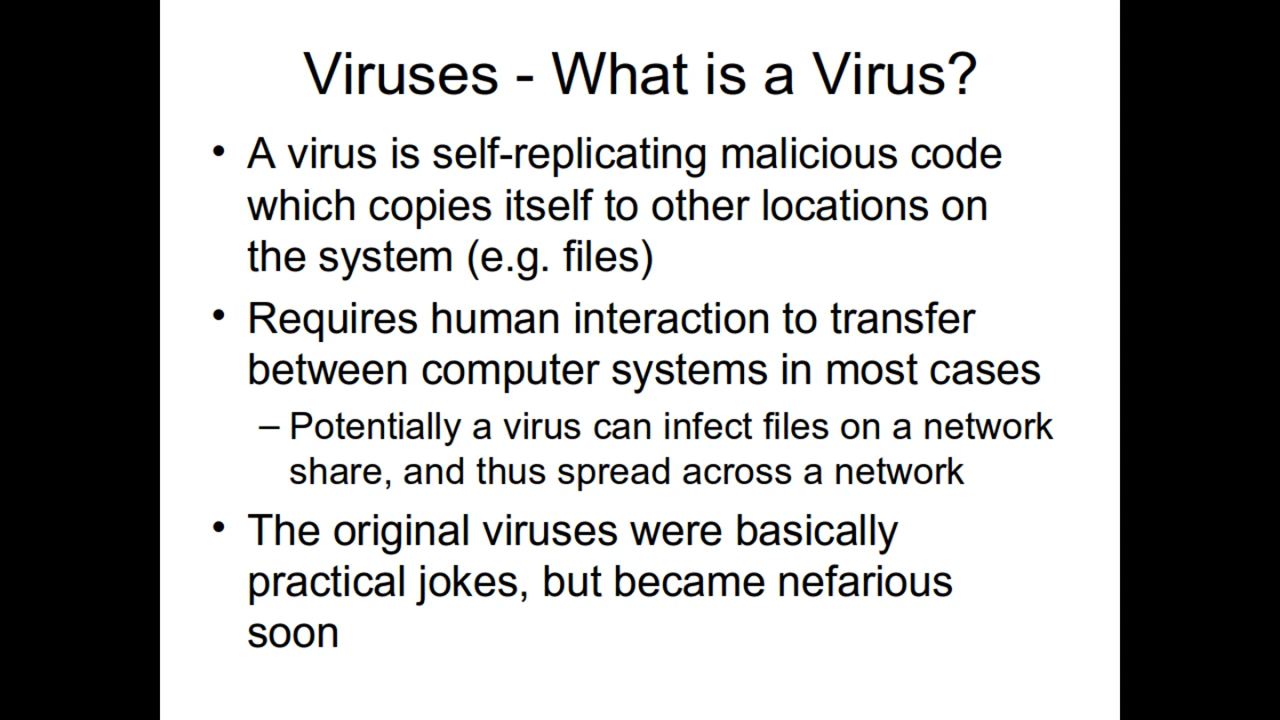 Viruses - What is a Virus?
• A virus is self-replicating malicious code
which copies itself to other locations on
the system (e.g. files)
• Requires human interaction to transfer
between computer systems in most cases
– Potentially a virus can infect files on a network
share, and thus spread across a network
• The original viruses were basically
practical jokes, but became nefarious
soon